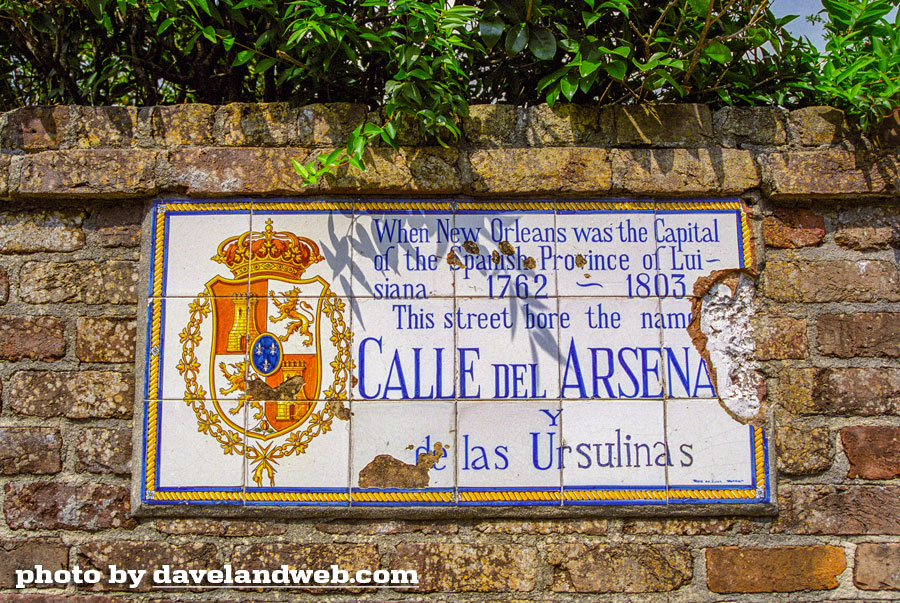 When New Orleans was the Capital
of the Spanish Province of Lui~
siana 1762 ~ 1803
This street bore the nam
CALLE DEL ARSENA
Y
de las Ursulinas
photo by davelandweb.com